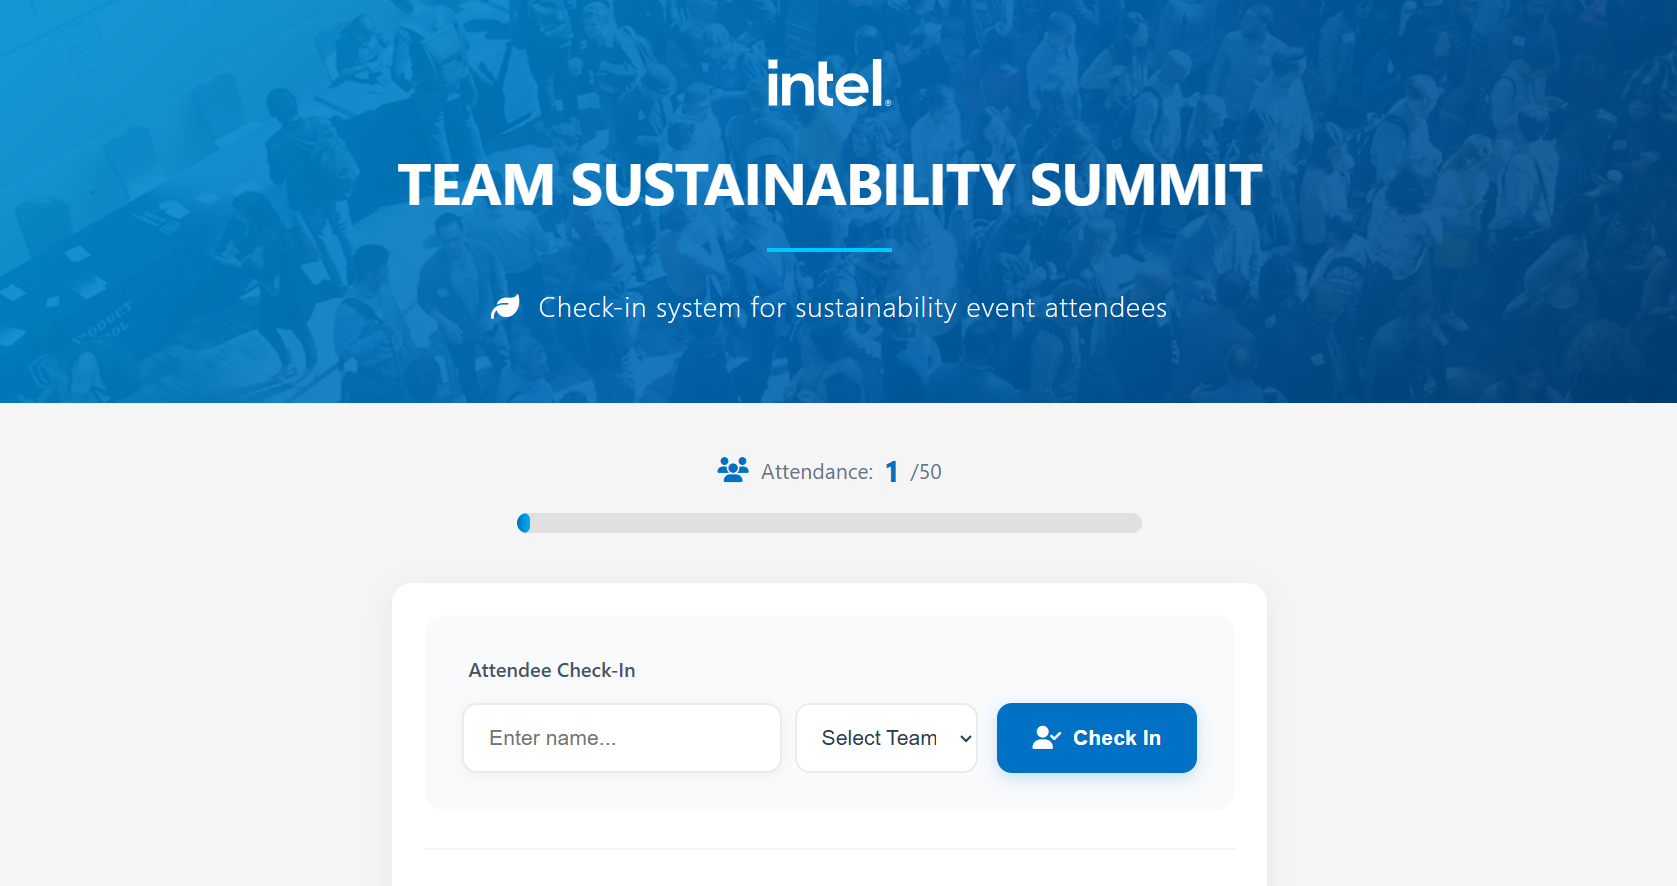 intel®
TEAM SUSTAINABILITY SUMMIT
Check-in system for sustainability event attendees
Attendance: 1 /50
Attendee Check-In
Enter name...
Select Team
Check In